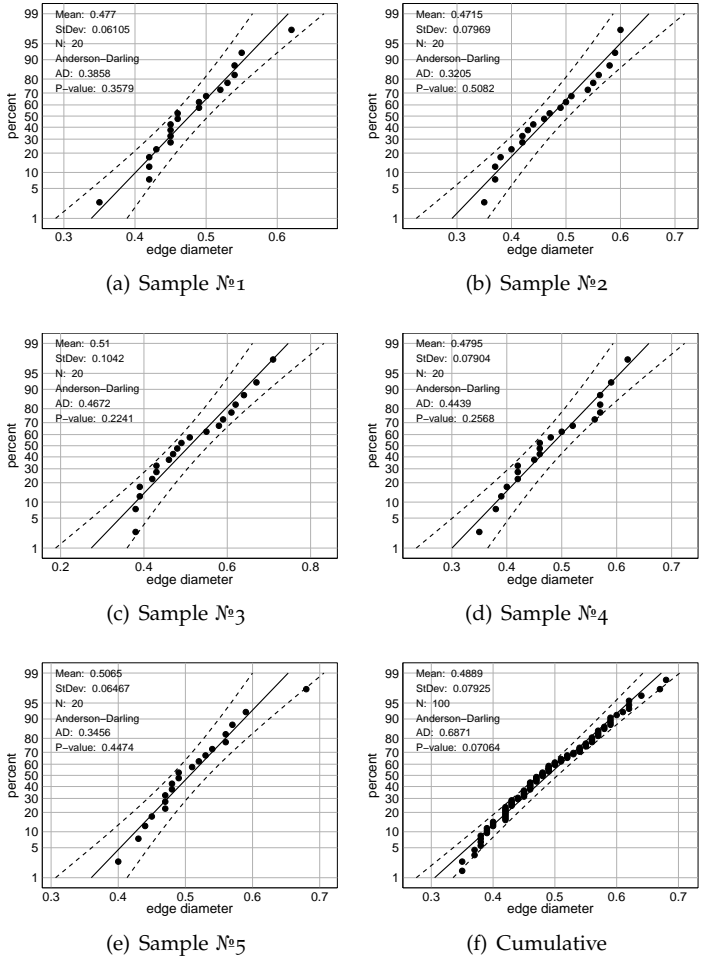 Mean: 0.477
StDev: 0.06105
N: 20
Anderson−Darling
AD: 0.3858
P-value: 0.3579
percent
99
95
90
80
70
60
50
40
30
20
10
5
1
0.3 0.4 0.5 0.6
edge diameter
(a) Sample №1
Mean: 0.4715
StDev: 0.07969
N: 20
Anderson−Darling
AD: 0.3205
P-value: 0.5082
percent
99
95
90
80
70
60
50
40
30
20
10
5
1
0.3 0.4 0.5 0.6 0.7
edge diameter
(b) Sample №2
Mean: 0.51
StDev: 0.1042
N: 20
Anderson−Darling
AD: 0.4672
P-value: 0.2241
percent
99
95
90
80
70
60
50
40
30
20
10
5
1
0.2 0.4 0.6 0.8
edge diameter
(c) Sample №3
Mean: 0.4795
StDev: 0.07904
N: 20
Anderson−Darling
AD: 0.4439
P-value: 0.2568
percent
99
95
90
80
70
60
50
40
30
20
10
5
1
0.3 0.4 0.5 0.6 0.7
edge diameter
(d) Sample №4
Mean: 0.5065
StDev: 0.06467
N: 20
Anderson−Darling
AD: 0.3456
P-value: 0.4474
percent
99
95
90
80
70
60
50
40
30
20
10
5
1
0.4 0.5 0.6 0.7
edge diameter
(e) Sample №5
Mean: 0.4889
StDev: 0.07925
N: 100
Anderson−Darling
AD: 0.6871
P-value: 0.07064
percent
99
95
90
80
70
60
50
40
30
20
10
5
1
0.3 0.4 0.5 0.6 0.7
edge diameter
(f) Cumulative